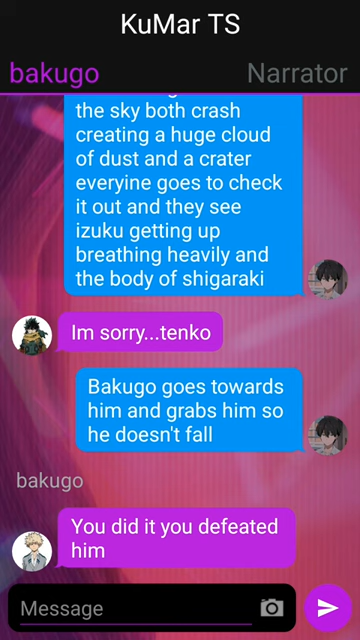 KuMar TS
bakugo
Narrator
the sky both crash
creating a huge cloud
of dust and a crater
everyine goes to check
it out and they see
izuku getting up
breathing heavily and
the body of shigaraki
Im sorry...tenko
Bakugo goes towards
him and grabs him so
he doesn't fall
bakugo
You did it you defeated
him
Message